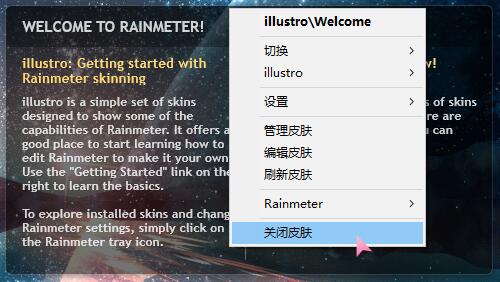 WELCOME TO RAINMETER!
illustro: Getting started with
Rainmeter skinning
illustro is a simple set of skins
designed to show some of the
capabilities of Rainmeter. It offers a
good place to start learning how to
edit Rainmeter to make it your own
Use the "Getting Started" link on the
right to learn the basics.
To explore installed skins and chang
Rainmeter settings, simply click on
the Rainmeter tray icon.
illustro\Welcome
切换
illustro
设置
管理皮肤
编辑皮肤
刷新皮肤
Rainmeter
关闭皮肤
w!
s of skins
re are
u can